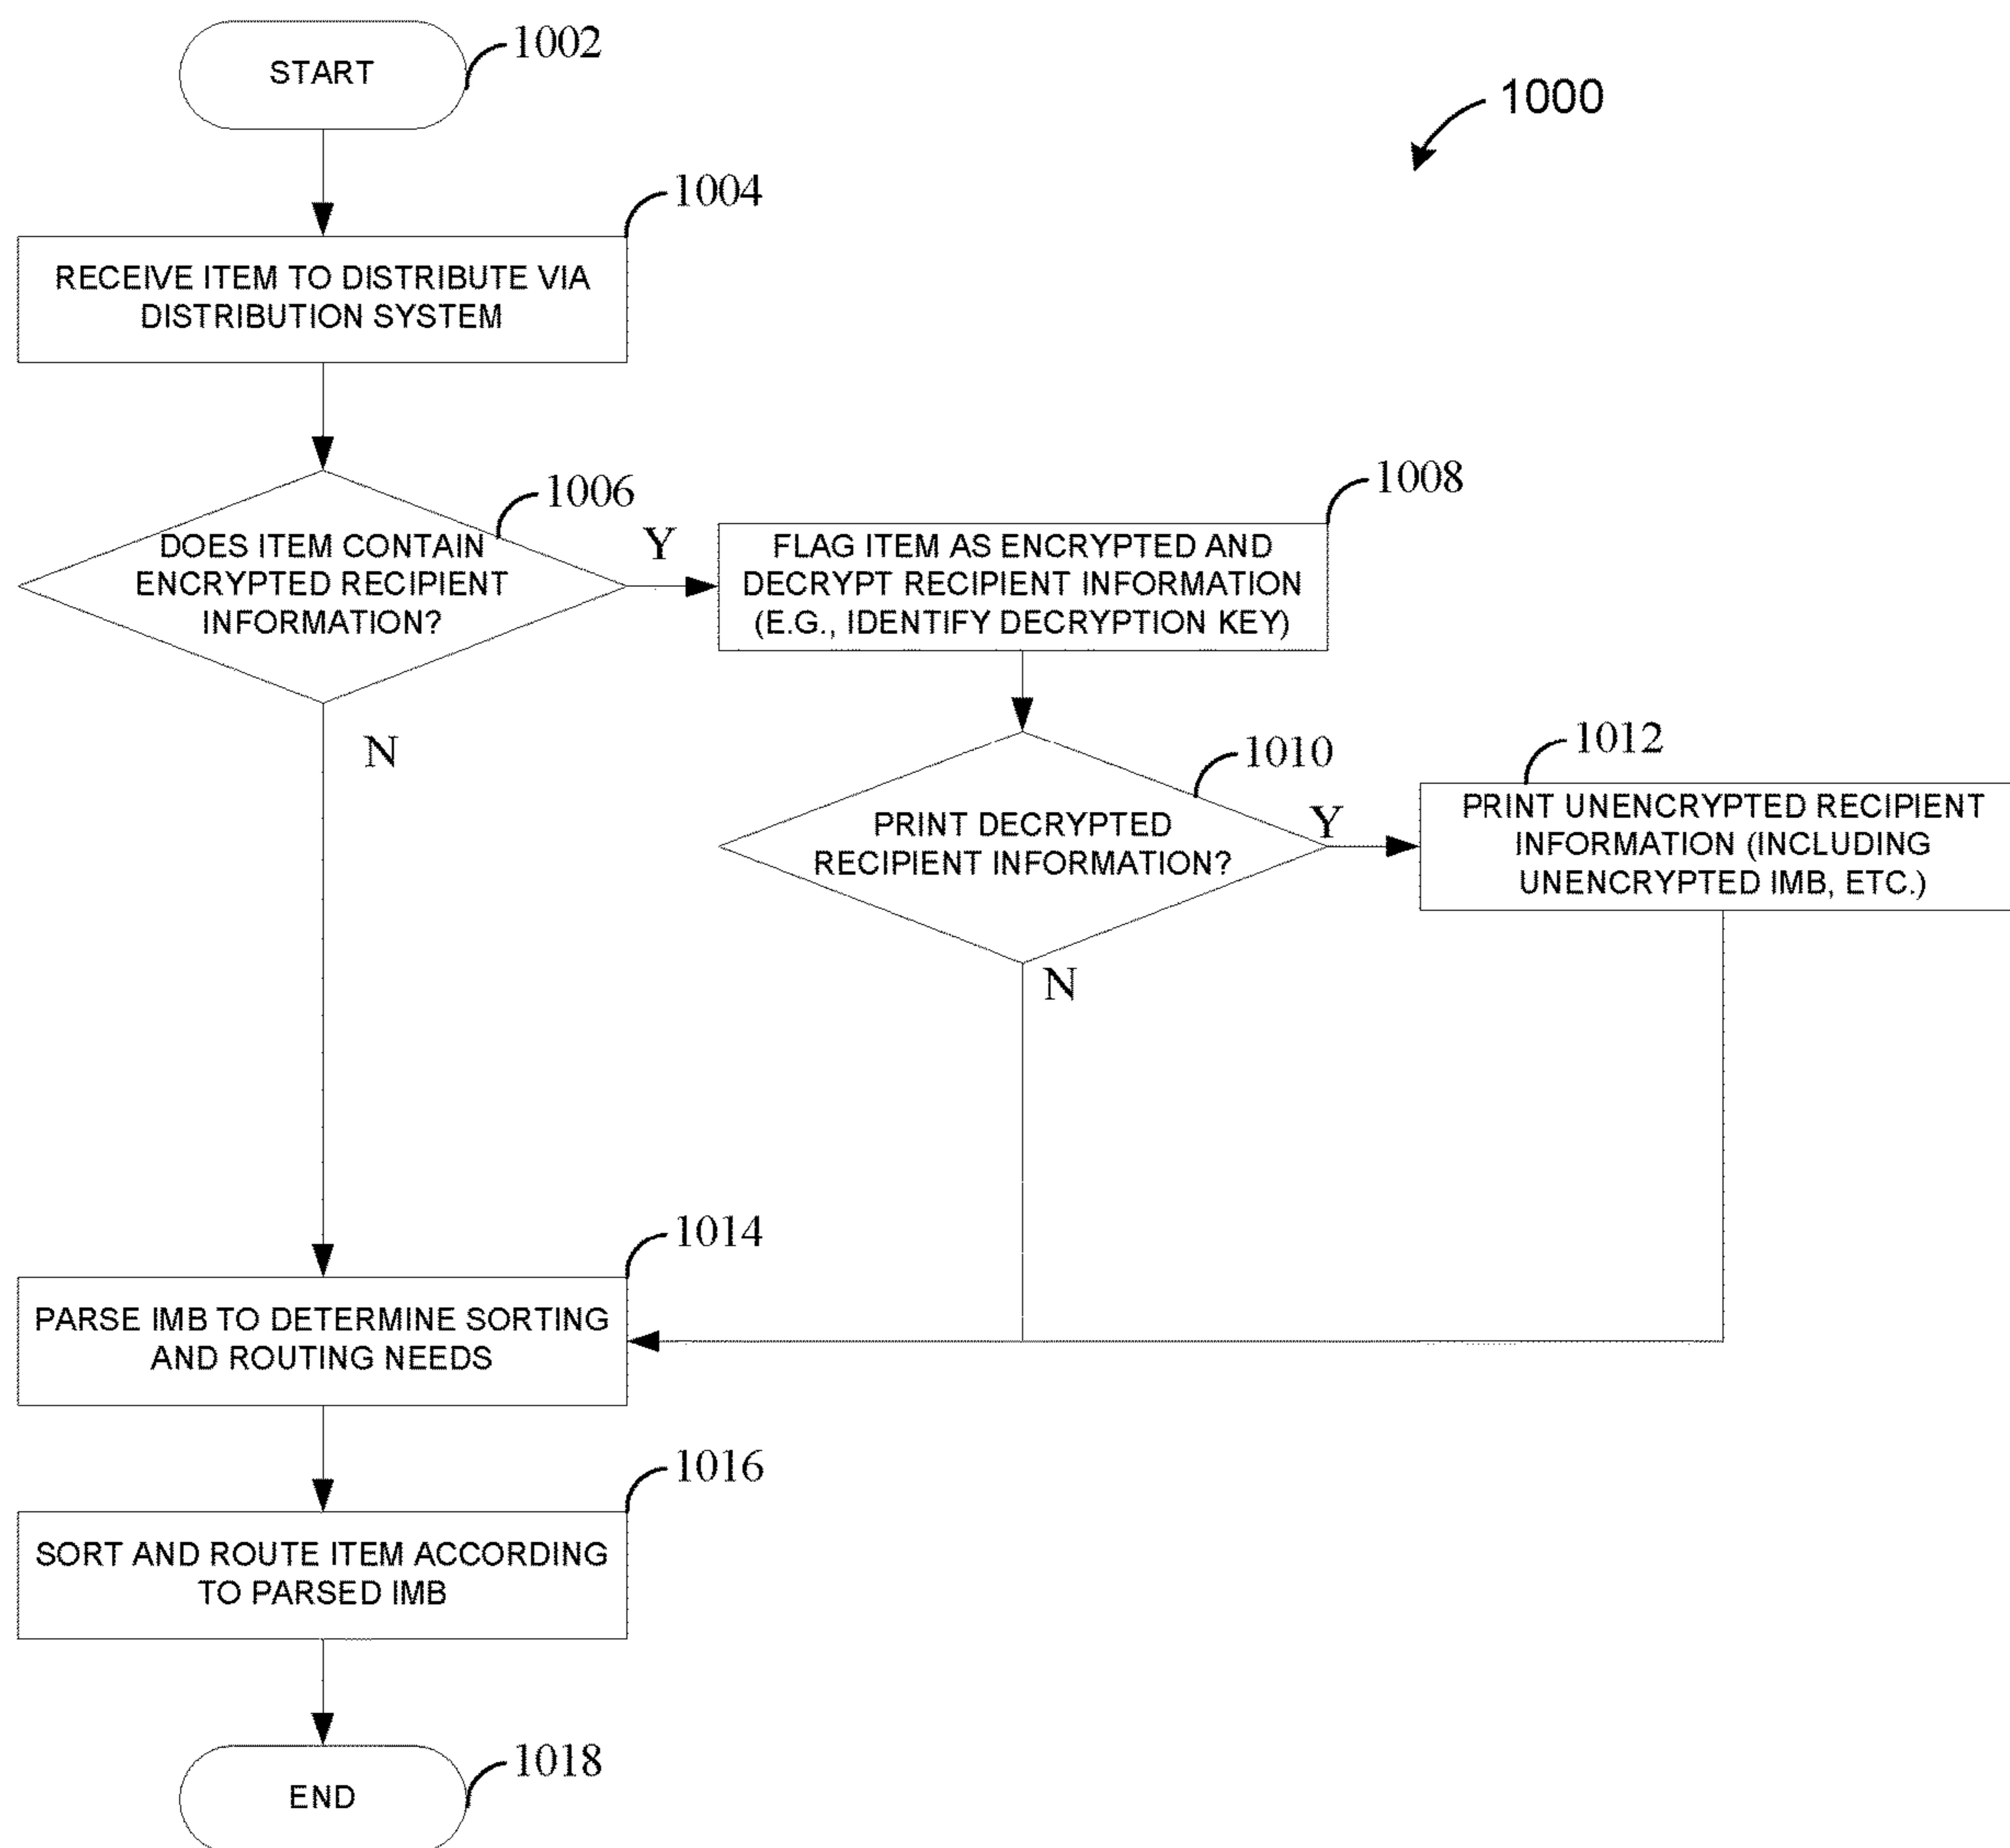 START
1002
1000
1004
RECEIVE ITEM TO DISTRIBUTE VIA
DISTRIBUTION SYSTEM
1006
DOES ITEM CONTAIN
ENCRYPTED RECIPIENT
INFORMATION?
Y
1008
FLAG ITEM AS ENCRYPTED AND
DECRYPT RECIPIENT INFORMATION
(E.G., IDENTIFY DECRYPTION KEY)
N
1010
PRINT DECRYPTED
RECIPIENT INFORMATION?
Y
1012
PRINT UNENCRYPTED RECIPIENT
INFORMATION (INCLUDING
UNENCRYPTED IMB, ETC.)
N
1014
PARSE IMB TO DETERMINE SORTING
AND ROUTING NEEDS
1016
SORT AND ROUTE ITEM ACCORDING
TO PARSED IMB
END
1018